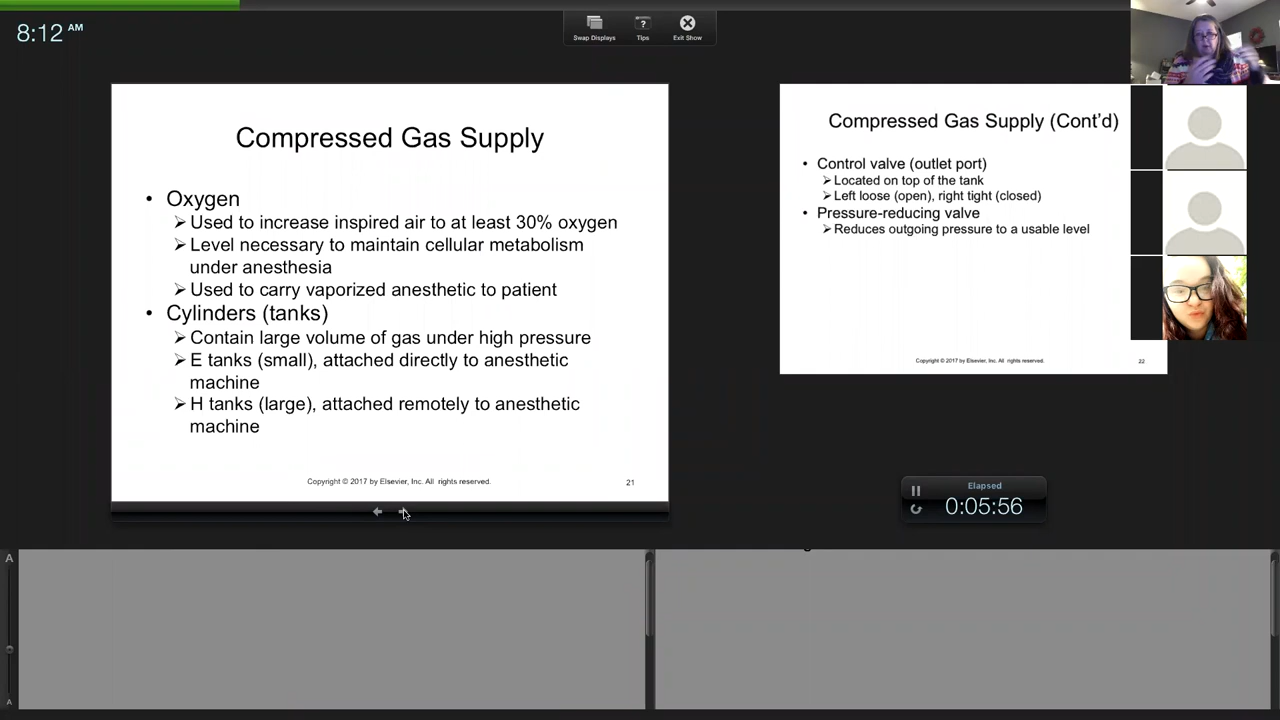 8:12 AM
Swap Displays
?
Tips
Exit Show
Compressed Gas Supply
• Oxygen
➢Used to increase inspired air to at least 30% oxygen
➢Level necessary to maintain cellular metabolism
under anesthesia
➢Used to carry vaporized anesthetic to patient
• Cylinders (tanks)
➢Contain large volume of gas under high pressure
➢E tanks (small), attached directly to anesthetic
machine
➢H tanks (large), attached remotely to anesthetic
machine
Copyright © 2017 by Elsevier, Inc. All rights reserved.
21
Compressed Gas Supply (Cont’d)
• Control valve (outlet port)
➢Located on top of the tank
➢Left loose (open), right tight (closed)
• Pressure-reducing valve
➢Reduces outgoing pressure to a usable level
Copyright © 2017 by Elsevier, Inc. All rights reserved.
22
Elapsed
0:05:56
A
A